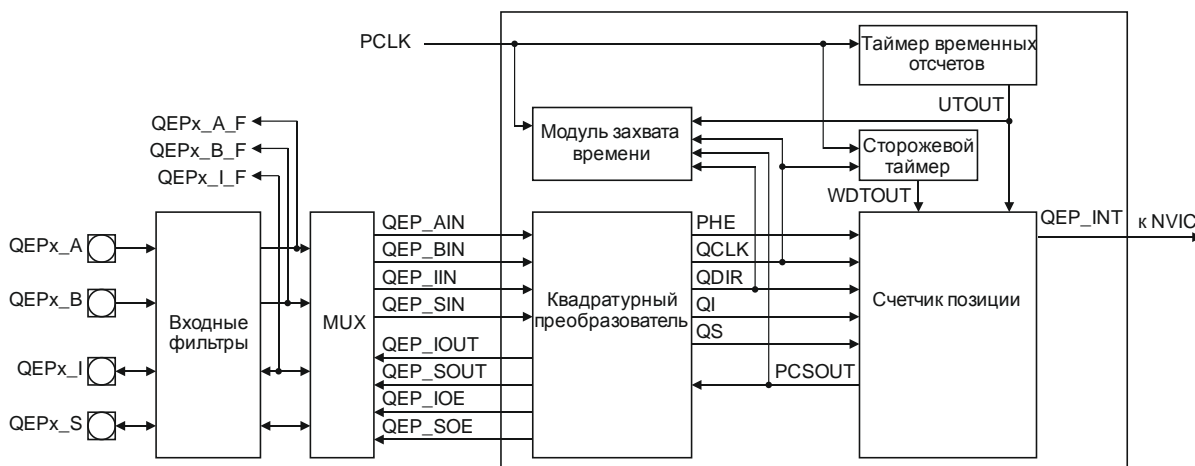 PCLK
Таймер временных
отсчетов
UTOUT
QEPx_A_F
QEPx_B_F
QEPx_I_F
Модуль захвата
времени
Сторожевой
таймер
WDTOUT
QEPx_A
QEPx_B
QEPx_I
QEPx_S
Входные
фильтры
MUX
QEP_AIN
QEP_BIN
QEP_IIN
QEP_SIN
QEP_IOUT
QEP_SOUT
QEP_IOE
QEP_SOE
Квадратурный
преобразователь
PHE
QCLK
QDIR
QI
QS
PCSOUT
Счетчик позиции
QEP_INT
к NVIC